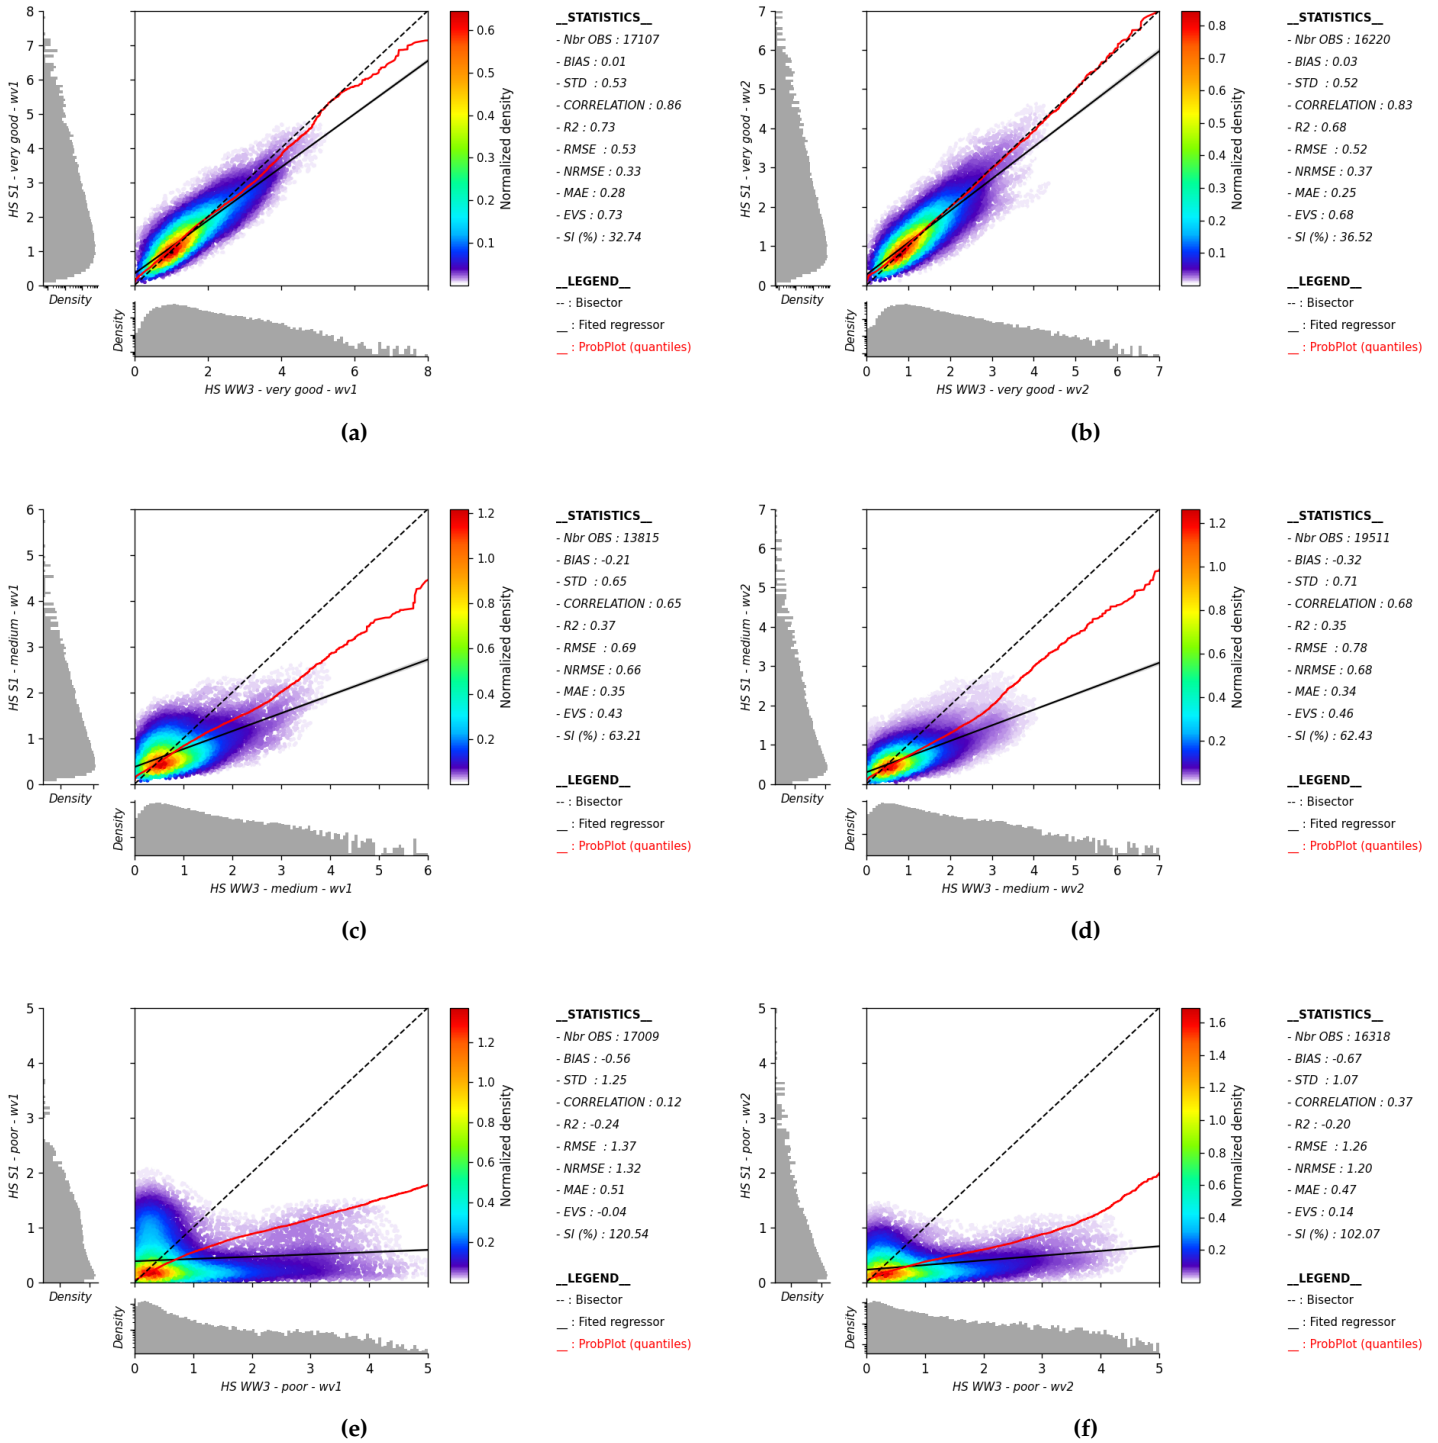 HS S1 - very good - wv1
8
7
6
5
4
3
2
1
0
Density
Density
0 2 4 6 8
HS WW3 - very good - wv1
0.6
0.5
0.4
0.3
0.2
0.1
Normalized density
__STATISTICS__
- Nbr OBS : 17107
- BIAS : 0.01
- STD : 0.53
- CORRELATION : 0.86
- R2 : 0.73
- RMSE : 0.53
- NRMSE : 0.33
- MAE : 0.28
- EVS : 0.73
- SI (%) : 32.74
__LEGEND__
-- : Bisector
__ : Fited regressor
__ : ProbPlot (quantiles)
(a)
HS S1 - very good - wv2
7
6
5
4
3
2
1
0
Density
Density
0 1 2 3 4 5 6 7
HS WW3 - very good - wv2
0.8
0.7
0.6
0.5
0.4
0.3
0.2
0.1
Normalized density
__STATISTICS__
- Nbr OBS : 16220
- BIAS : 0.03
- STD : 0.52
- CORRELATION : 0.83
- R2 : 0.68
- RMSE : 0.52
- NRMSE : 0.37
- MAE : 0.25
- EVS : 0.68
- SI (%) : 36.52
__LEGEND__
-- : Bisector
__ : Fited regressor
__ : ProbPlot (quantiles)
(b)
HS S1 - medium - wv1
6
5
4
3
2
1
0
Density
Density
0 1 2 3 4 5 6
HS WW3 - medium - wv1
1.2
1.0
0.8
0.6
0.4
0.2
Normalized density
__STATISTICS__
- Nbr OBS : 13815
- BIAS : -0.21
- STD : 0.65
- CORRELATION : 0.65
- R2 : 0.37
- RMSE : 0.69
- NRMSE : 0.66
- MAE : 0.35
- EVS : 0.43
- SI (%) : 63.21
__LEGEND__
-- : Bisector
__ : Fited regressor
__ : ProbPlot (quantiles)
(c)
HS S1 - medium - wv2
7
6
5
4
3
2
1
0
Density
Density
0 1 2 3 4 5 6 7
HS WW3 - medium - wv2
1.2
1.0
0.8
0.6
0.4
0.2
Normalized density
__STATISTICS__
- Nbr OBS : 19511
- BIAS : -0.32
- STD : 0.71
- CORRELATION : 0.68
- R2 : 0.35
- RMSE : 0.78
- NRMSE : 0.68
- MAE : 0.34
- EVS : 0.46
- SI (%) : 62.43
__LEGEND__
-- : Bisector
__ : Fited regressor
__ : ProbPlot (quantiles)
(d)
HS S1 - poor - wv1
5
4
3
2
1
0
Density
Density
0 1 2 3 4 5
HS WW3 - poor - wv1
1.2
1.0
0.8
0.6
0.4
0.2
Normalized density
__STATISTICS__
- Nbr OBS : 17009
- BIAS : -0.56
- STD : 1.25
- CORRELATION : 0.12
- R2 : -0.24
- RMSE : 1.37
- NRMSE : 1.32
- MAE : 0.51
- EVS : -0.04
- SI (%) : 120.54
__LEGEND__
-- : Bisector
__ : Fited regressor
__ : ProbPlot (quantiles)
(e)
HS S1 - poor - wv2
5
4
3
2
1
0
Density
Density
0 1 2 3 4 5
HS WW3 - poor - wv2
1.6
1.4
1.2
1.0
0.8
0.6
0.4
0.2
Normalized density
__STATISTICS__
- Nbr OBS : 16318
- BIAS : -0.67
- STD : 1.07
- CORRELATION : 0.37
- R2 : -0.20
- RMSE : 1.26
- NRMSE : 1.20
- MAE : 0.47
- EVS : 0.14
- SI (%) : 102.07
__LEGEND__
-- : Bisector
__ : Fited regressor
__ : ProbPlot (quantiles)
(f)